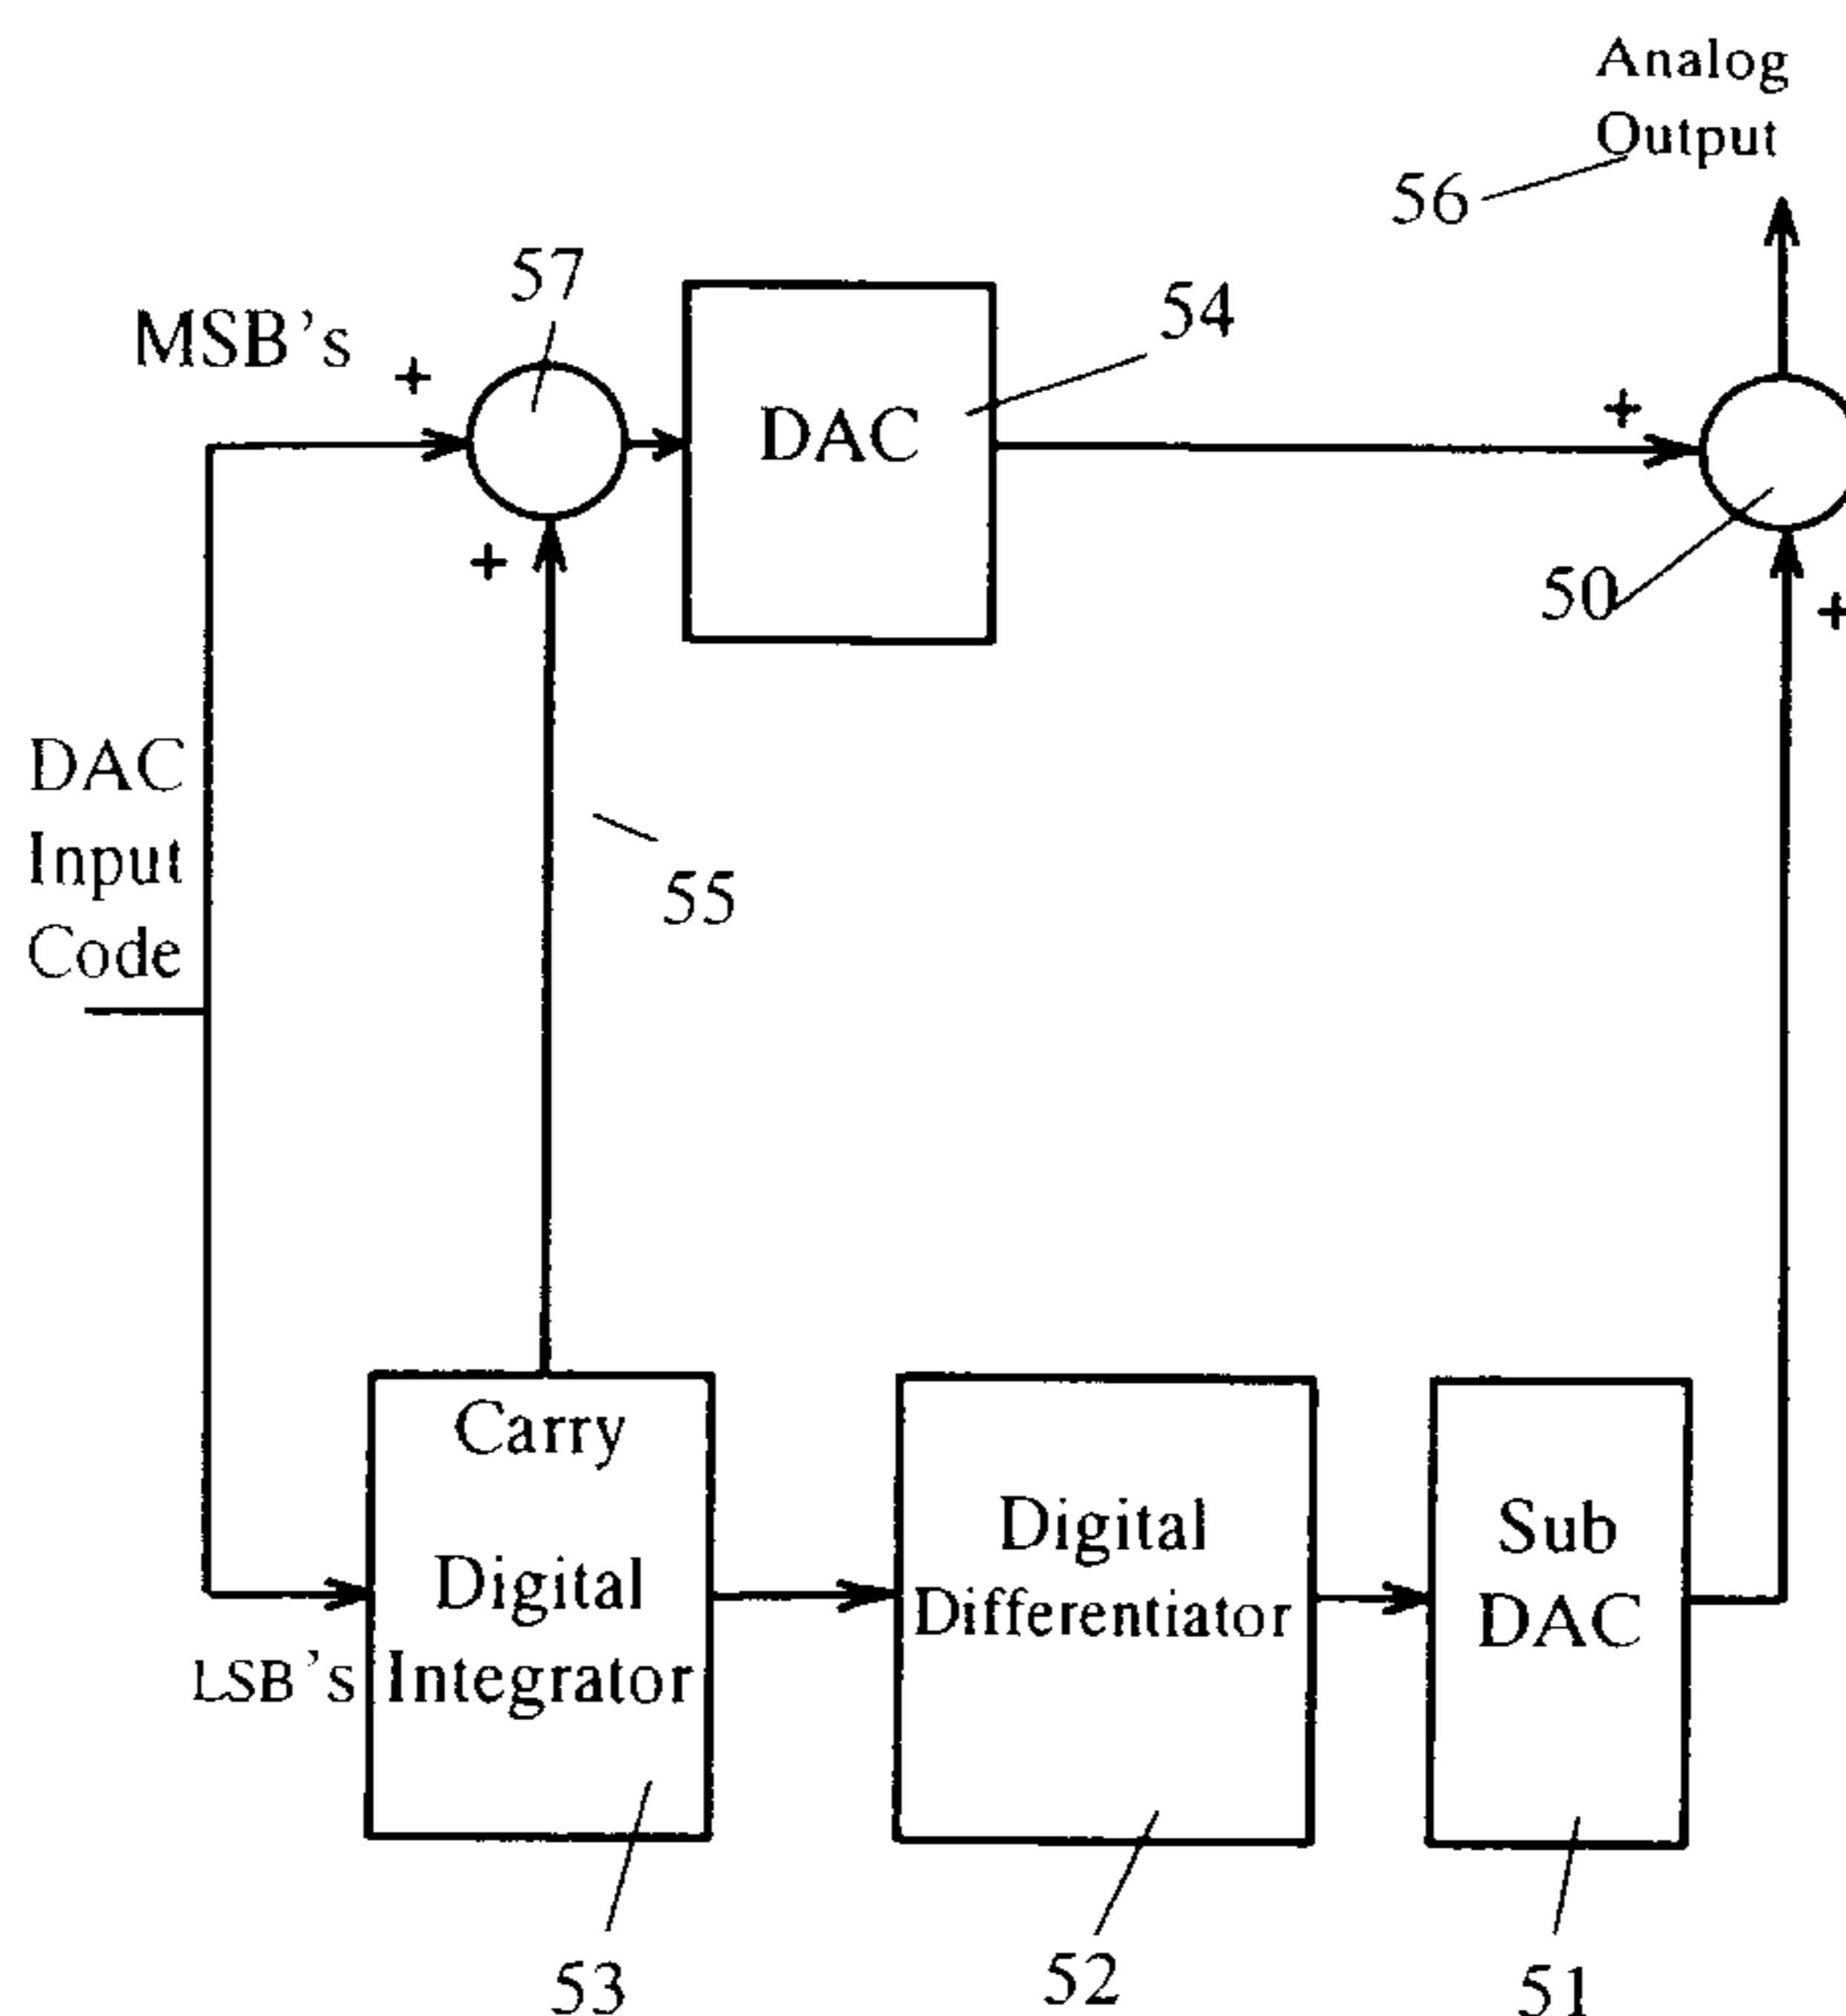 Analog
Output
56
57
54
MSB's
+
+
DAC
+
50
+
DAC
Input
Code
55
Carry
Digital
LSB's Integrator
Digital
Differentiator
Sub
DAC
53
52
51